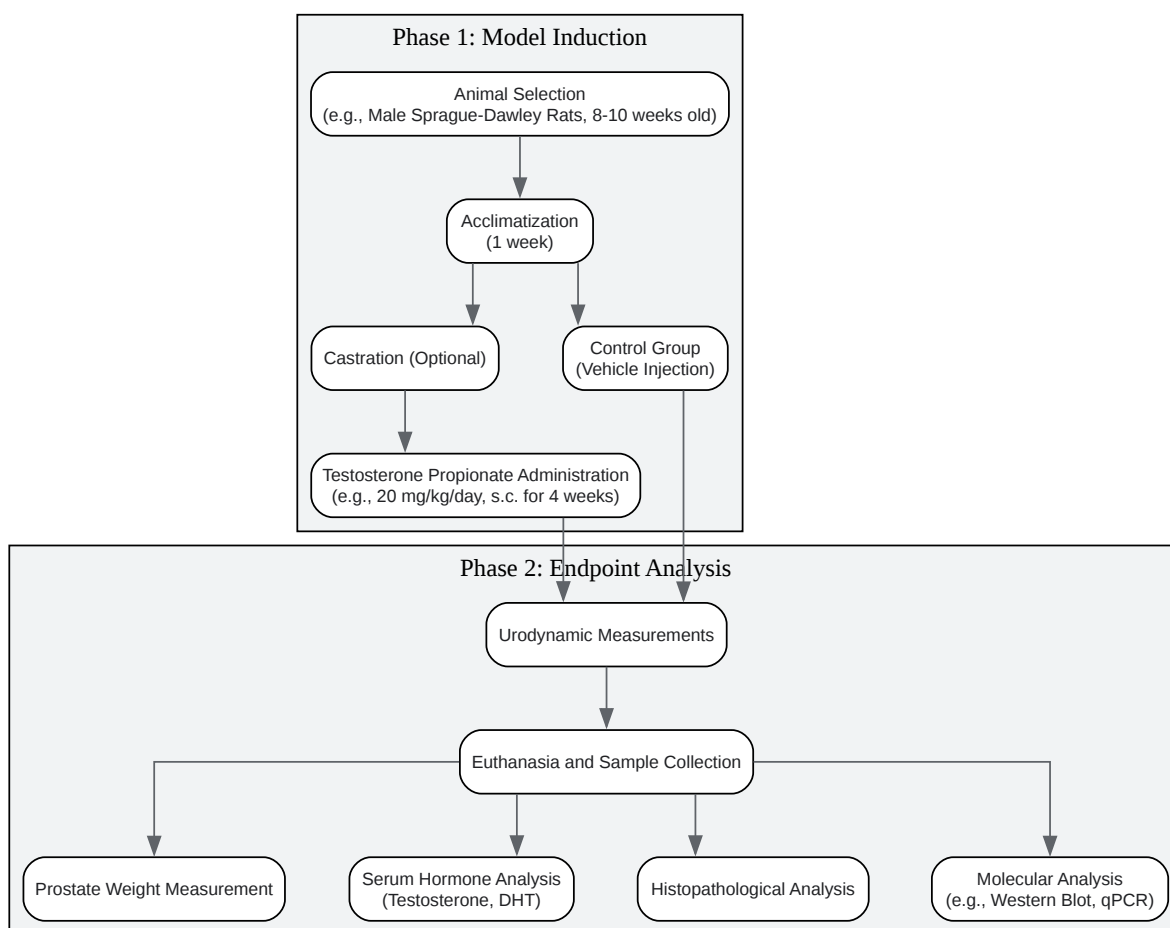 Phase 1: Model Induction
Animal Selection
(e.g., Male Sprague-Dawley Rats, 8-10 weeks old)
Acclimatization
(1 week)
Castration (Optional)
Control Group
(Vehicle Injection)
Testosterone Propionate Administration
(e.g., 20 mg/kg/day, s.c. for 4 weeks)
Phase 2: Endpoint Analysis
Urodynamic Measurements
Euthanasia and Sample Collection
Prostate Weight Measurement
Serum Hormone Analysis
(Testosterone, DHT)
Histopathological Analysis
Molecular Analysis
(e.g., Western Blot, qPCR)